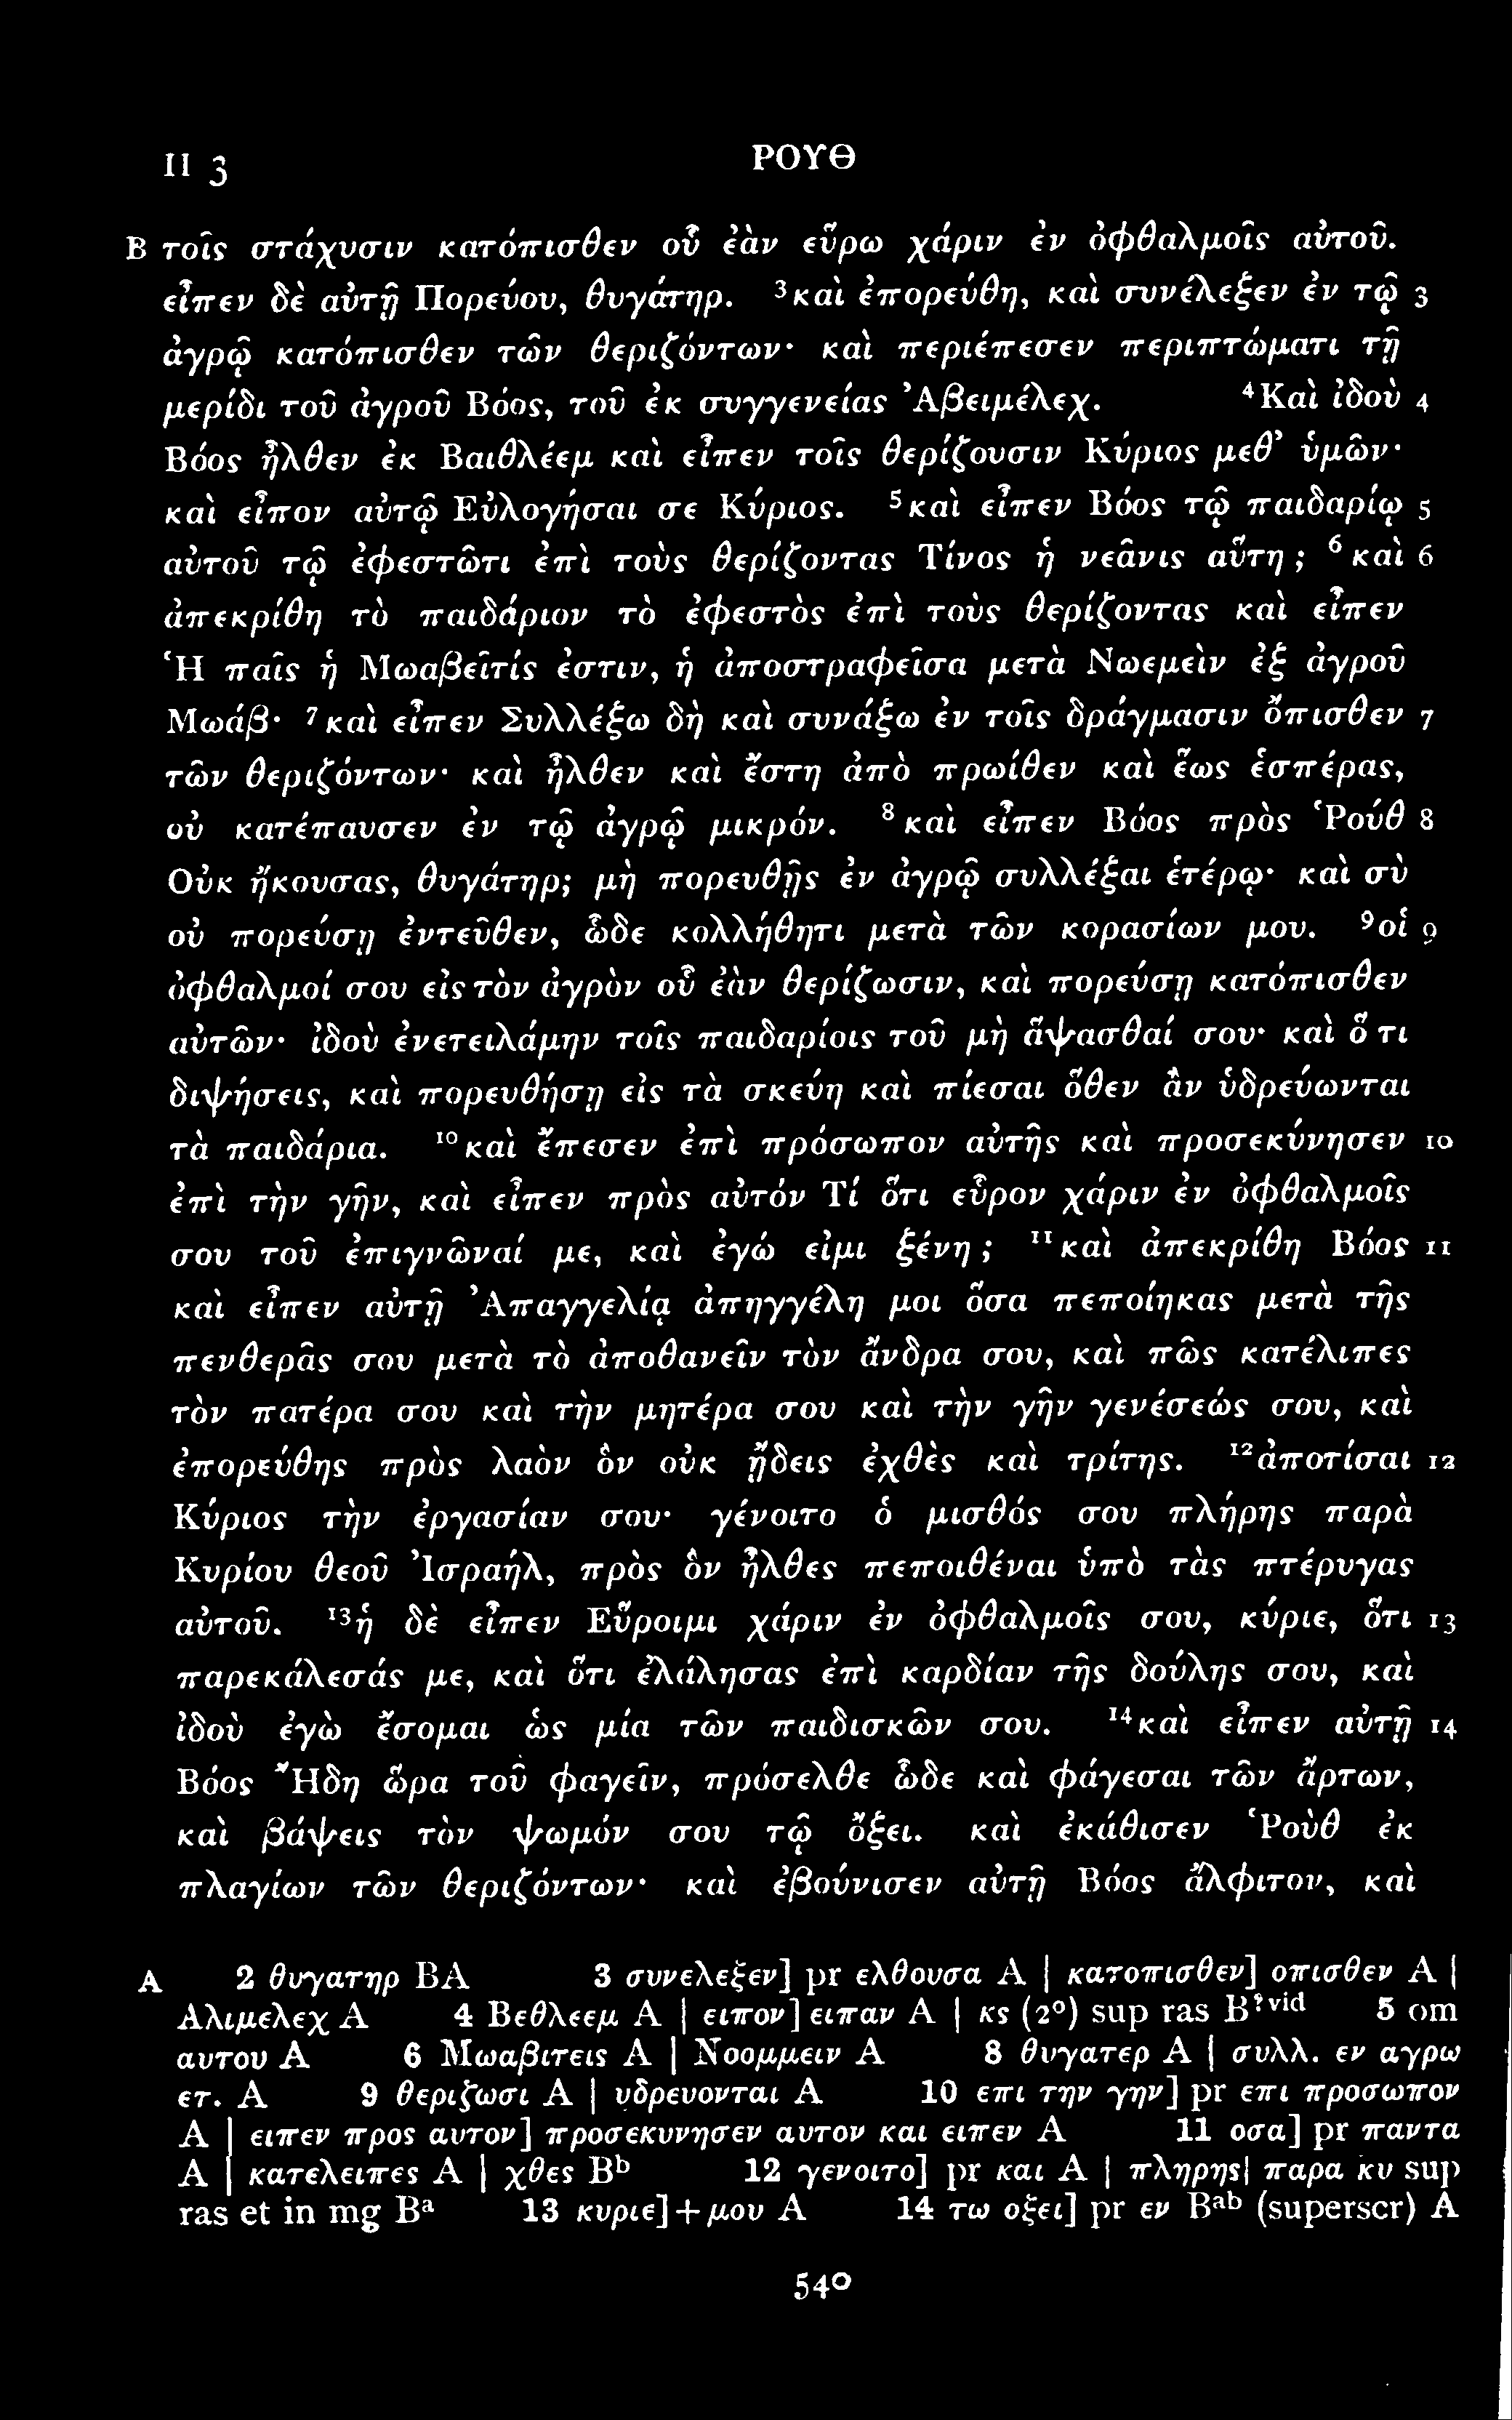 II 3
ΡΟΥΘ
B τοῖς στάχυσιν κατόπισθεν οὗ ἐὰν εὕρω χάριν ἐν ὀφθαλμοῖς αὐτοῦ.
εἶπεν δὲ αὐτῇ Πορεύου, θυγάτηρ. ³καὶ ἐπορεύθη, καὶ συνέλεξεν ἐν τῷ 3
ἀγρῷ κατόπισθεν τῶν θεριζόντων· καὶ περιέπεσεν περιπτώματι τῇ
μερίδι τοῦ ἀγροῦ Βόος, τοῦ ἐκ συγγενείας Ἀβειμέλεχ. ⁴Καὶ ἰδοὺ 4
Βόος ἦλθεν ἐκ Βαιθλέεμ καὶ εἶπεν τοῖς θερίζουσιν Κύριος μεθ’ ὑμῶν·
καὶ εἶπον αὐτῷ Εὐλογήσαι σε Κύριος. ⁵καὶ εἶπεν Βόος τῷ παιδαρίῳ 5
αὐτοῦ τῷ ἐφεστῶτι ἐπὶ τοὺς θερίζοντας Τίνος ἡ νεᾶνις αὕτη ; ⁶καὶ 6
ἀπεκρίθη τὸ παιδάριον τὸ ἐφεστὸς ἐπὶ τοὺς θερίζοντας καὶ εἶπεν
Ἡ παῖς ἡ Μωαβεῖτίς ἐστιν, ἡ ἀποστραφεῖσα μετὰ Νωεμεὶν ἐξ ἀγροῦ
Μωάβ· ⁷καὶ εἶπεν Συλλέξω δὴ καὶ συνάξω ἐν τοῖς δράγμασιν ὄπισθεν 7
τῶν θεριζόντων· καὶ ἦλθεν καὶ ἔστη ἀπὸ πρωίθεν καὶ ἕως ἑσπέρας,
οὐ κατέπαυσεν ἐν τῷ ἀγρῷ μικρόν. ⁸καὶ εἶπεν Βόος πρὸς Ῥούθ 8
Οὐκ ἤκουσας, θυγάτηρ; μὴ πορευθῇς ἐν ἀγρῷ συλλέξαι ἑτέρῳ· καὶ σὺ
οὐ πορεύσῃ ἐντεῦθεν, ὧδε κολλήθητι μετὰ τῶν κορασίων μου. ⁹οἱ 9
ὀφθαλμοί σου εἰς τὸν ἀγρὸν οὗ ἐὰν θερίζωσιν, καὶ πορεύσῃ κατόπισθεν
αὐτῶν· ἰδοὺ ἐνετειλάμην τοῖς παιδαρίοις τοῦ μὴ ἅψασθαί σου· καὶ ὅ τι
διψήσεις, καὶ πορευθήσῃ εἰς τὰ σκεύη καὶ πίεσαι ὅθεν ἂν ὑδρεύωνται
τὰ παιδάρια. ¹⁰καὶ ἔπεσεν ἐπὶ πρόσωπον αὐτῆς καὶ προσεκύνησεν 10
ἐπὶ τὴν γῆν, καὶ εἶπεν πρὸς αὐτόν Τί ὅτι εὗρον χάριν ἐν ὀφθαλμοῖς
σου τοῦ ἐπιγνῶναί με, καὶ ἐγώ εἰμι ξένη ; ¹¹καὶ ἀπεκρίθη Βόος 11
καὶ εἶπεν αὐτῇ Ἀπαγγελίᾳ ἀπηγγέλη μοι ὅσα πεποίηκας μετὰ τῆς
πενθερᾶς σου μετὰ τὸ ἀποθανεῖν τὸν ἄνδρα σου, καὶ πῶς κατέλιπες
τὸν πατέρα σου καὶ τὴν μητέρα σου καὶ τὴν γῆν γενέσεώς σου, καὶ
ἐπορεύθης πρὸς λαὸν ὃν οὐκ ᾔδεις ἐχθὲς καὶ τρίτης. ¹²ἀποτίσαι 12
Κύριος τὴν ἐργασίαν σου· γένοιτο ὁ μισθός σου πλήρης παρὰ
Κυρίου θεοῦ Ἰσραήλ, πρὸς ὃν ἦλθες πεποιθέναι ὑπὸ τὰς πτέρυγας
αὐτοῦ. ¹³ἡ δὲ εἶπεν Εὕροιμι χάριν ἐν ὀφθαλμοῖς σου, κύριε, ὅτι 13
παρεκάλεσάς με, καὶ ὅτι ἐλάλησας ἐπὶ καρδίαν τῆς δούλης σου, καὶ
ἰδοὺ ἐγὼ ἔσομαι ὡς μία τῶν παιδισκῶν σου. ¹⁴καὶ εἶπεν αὐτῇ 14
Βόος Ἤδη ὥρα τοῦ φαγεῖν, πρόσελθε ὧδε καὶ φάγεσαι τῶν ἄρτων,
καὶ βάψεις τὸν ψωμόν σου τῷ ὄξει. καὶ ἐκάθισεν Ῥοὺθ ἐκ
πλαγίων τῶν θεριζόντων· καὶ ἐβούνισεν αὐτῇ Βόος ἄλφιτον, καὶ
A 2 θυγατηρ BA 3 συνελεξεν] pr ελθουσα A | κατοπισθεν] οπισθεν A |
Αλιμελεχ A 4 Βεθλεεμ A | ειπον] ειπαν A | κς (2º) sup ras B?vid 5 om
αυτου A 6 Μωαβιτεις A | Νοομμειν A 8 θυγατερ A | συλλ. εν αγρω
ετ. A 9 θεριζωσι A | υδρευονται A 10 επι την γην] pr επι προσωπον
A | ειπεν προς αυτον] προσεκυνησεν αυτον και ειπεν A 11 οσα] pr παντα
A | κατελειπες A | χθες Bᵇ 12 γενοιτο] pr και A | πληρης| παρα κυ sup
ras et in mg Bᵃ 13 κυριε]+μου A 14 τω οξει] pr εν Bᵃᵇ (superscr) A
540